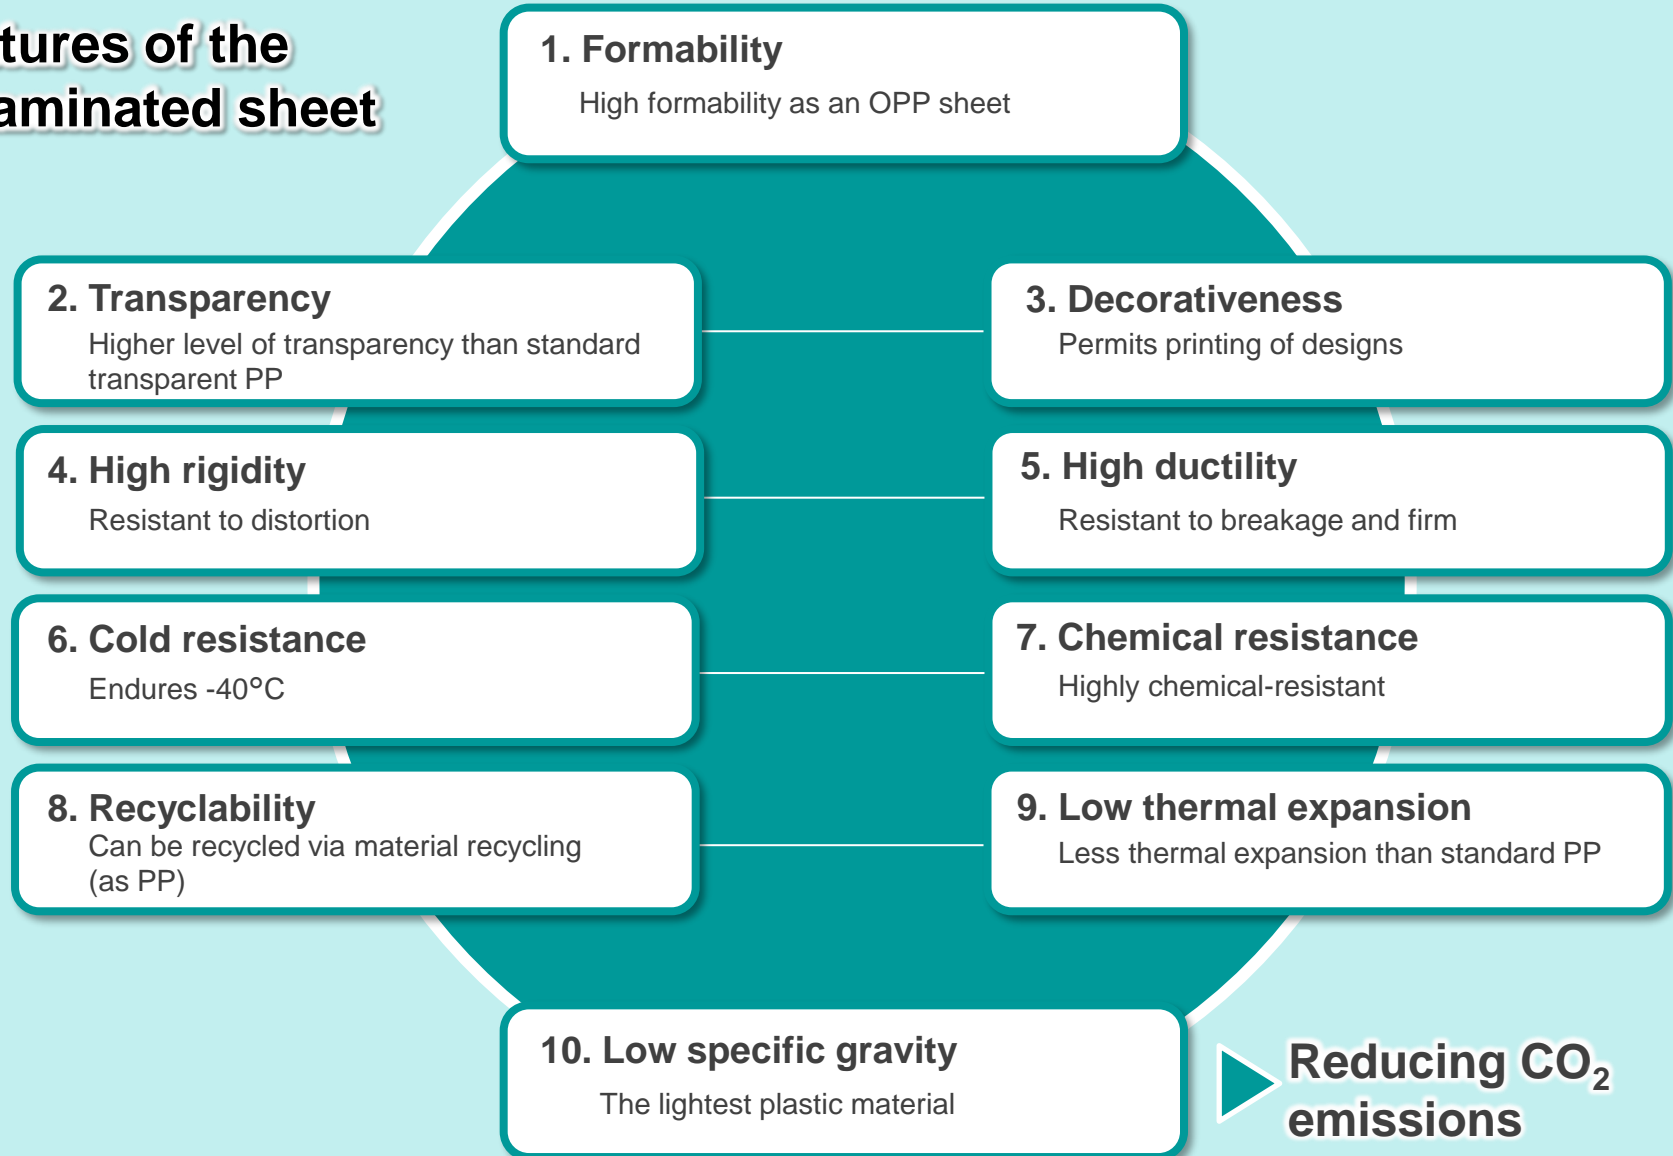 tures of the
aminated sheet
1. Formability
High formability as an OPP sheet
2. Transparency
Higher level of transparency than standard
transparent PP
3. Decorativeness
Permits printing of designs
4. High rigidity
Resistant to distortion
5. High ductility
Resistant to breakage and firm
6. Cold resistance
Endures -40°C
7. Chemical resistance
Highly chemical-resistant
8. Recyclability
Can be recycled via material recycling
(as PP)
9. Low thermal expansion
Less thermal expansion than standard PP
10. Low specific gravity
The lightest plastic material
Reducing CO₂
emissions